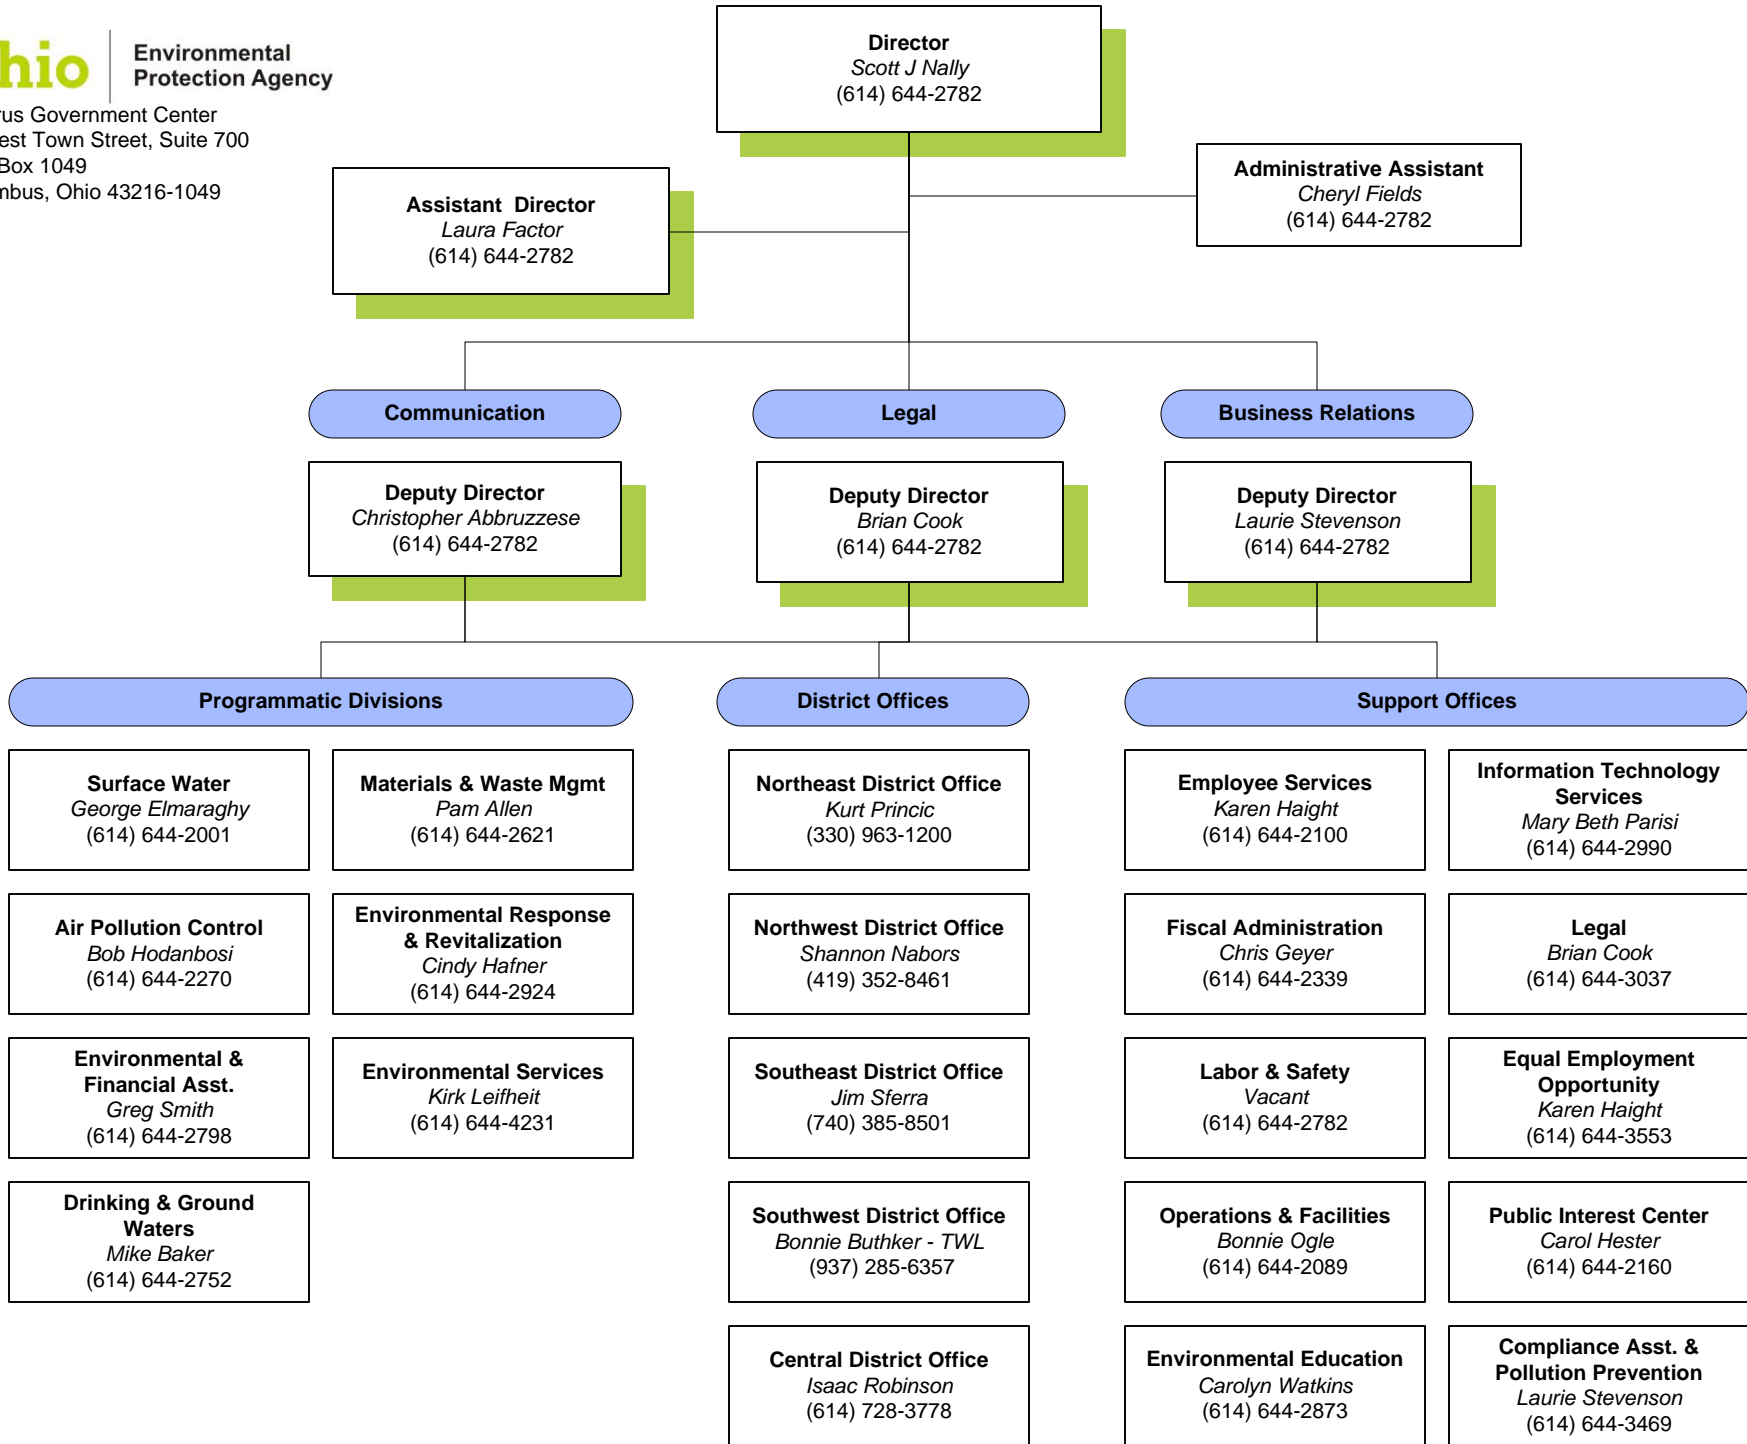 hio
Environmental
Protection Agency
rus Government Center
est Town Street, Suite 700
Box 1049
mbus, Ohio 43216-1049
Director
Scott J Nally
(614) 644-2782
Assistant  Director
Laura Factor
(614) 644-2782
Administrative Assistant
Cheryl Fields
(614) 644-2782
Communication
Legal
Business Relations
Deputy Director
Christopher Abbruzzese
(614) 644-2782
Deputy Director
Brian Cook
(614) 644-2782
Deputy Director
Laurie Stevenson
(614) 644-2782
Programmatic Divisions
District Offices
Support Offices
Surface Water
George Elmaraghy
(614) 644-2001
Materials & Waste Mgmt
Pam Allen
(614) 644-2621
Northeast District Office
Kurt Princic
(330) 963-1200
Employee Services
Karen Haight
(614) 644-2100
Information Technology
Services
Mary Beth Parisi
(614) 644-2990
Air Pollution Control
Bob Hodanbosi
(614) 644-2270
Environmental Response
& Revitalization
Cindy Hafner
(614) 644-2924
Northwest District Office
Shannon Nabors
(419) 352-8461
Fiscal Administration
Chris Geyer
(614) 644-2339
Legal
Brian Cook
(614) 644-3037
Environmental &
Financial Asst.
Greg Smith
(614) 644-2798
Environmental Services
Kirk Leifheit
(614) 644-4231
Southeast District Office
Jim Sferra
(740) 385-8501
Labor & Safety
Vacant
(614) 644-2782
Equal Employment
Opportunity
Karen Haight
(614) 644-3553
Drinking & Ground
Waters
Mike Baker
(614) 644-2752
Southwest District Office
Bonnie Buthker - TWL
(937) 285-6357
Operations & Facilities
Bonnie Ogle
(614) 644-2089
Public Interest Center
Carol Hester
(614) 644-2160
Central District Office
Isaac Robinson
(614) 728-3778
Environmental Education
Carolyn Watkins
(614) 644-2873
Compliance Asst. &
Pollution Prevention
Laurie Stevenson
(614) 644-3469